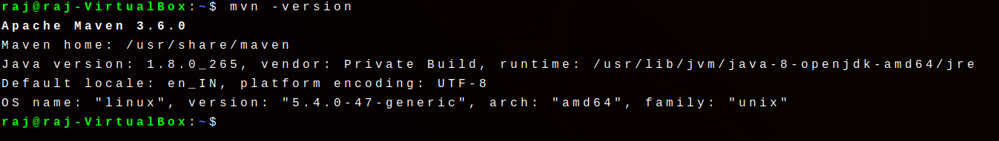 raj@raj-VirtualBox:~$ mvn -version
Apache Maven 3.6.0
Maven home: /usr/share/maven
Java version: 1.8.0_265, vendor: Private Build, runtime: /usr/lib/jvm/java-8-openjdk-amd64/jre
Default locale: en_IN, platform encoding: UTF-8
OS name: "linux", version: "5.4.0-47-generic", arch: "amd64", family: "unix"
raj@raj-VirtualBox:~$